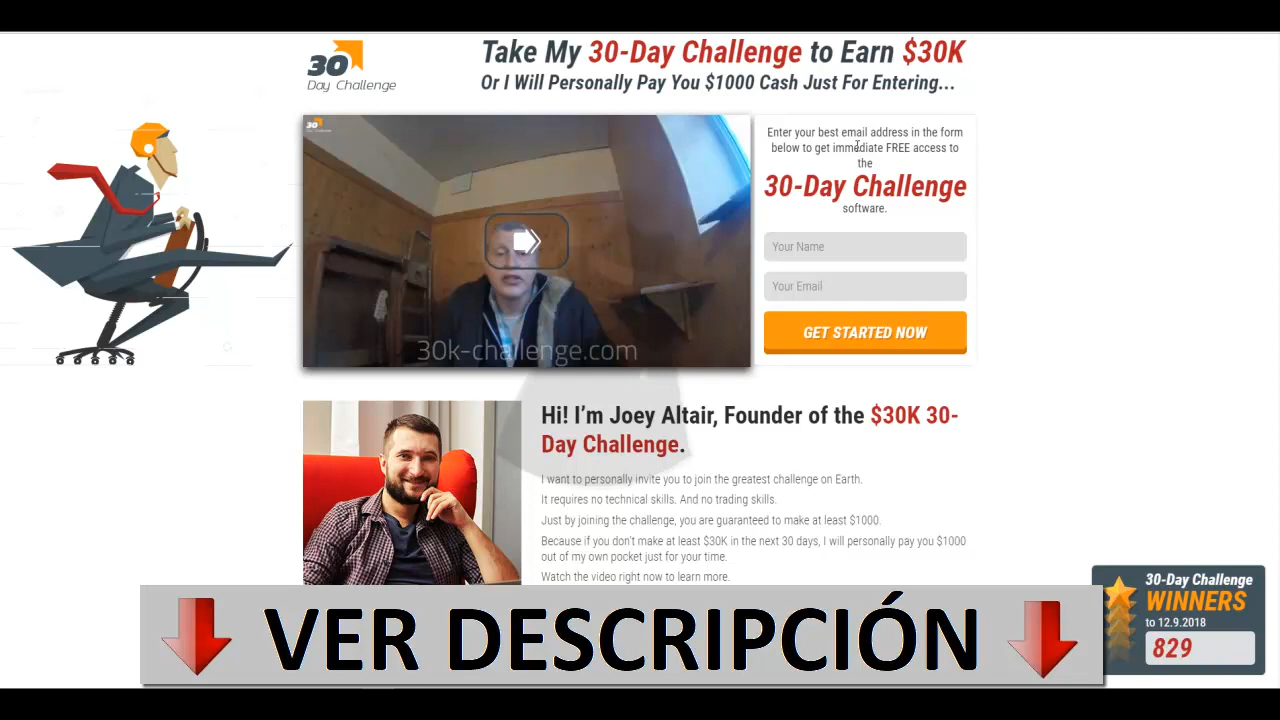 30
Day Challenge
Take My 30-Day Challenge to Earn $30K
Or I Will Personally Pay You $1000 Cash Just For Entering...
30
Day Challenge
30k-challenge.com
Enter your best email address in the form
below to get immediate FREE access to
the
30-Day Challenge
software.
Your Name
Your Email
GET STARTED NOW
Hi! I'm Joey Altair, Founder of the $30K 30-
Day Challenge.
I want to personally invite you to join the greatest challenge on Earth.
It requires no technical skills. And no trading skills.
Just by joining the challenge, you are guaranteed to make at least $1000.
Because if you don't make at least $30K in the next 30 days, I will personally pay you $1000
out of my own pocket just for your time.
Watch the video right now to learn more.
30-Day Challenge
WINNERS
to 12.9.2018
829
VER DESCRIPCIÓN